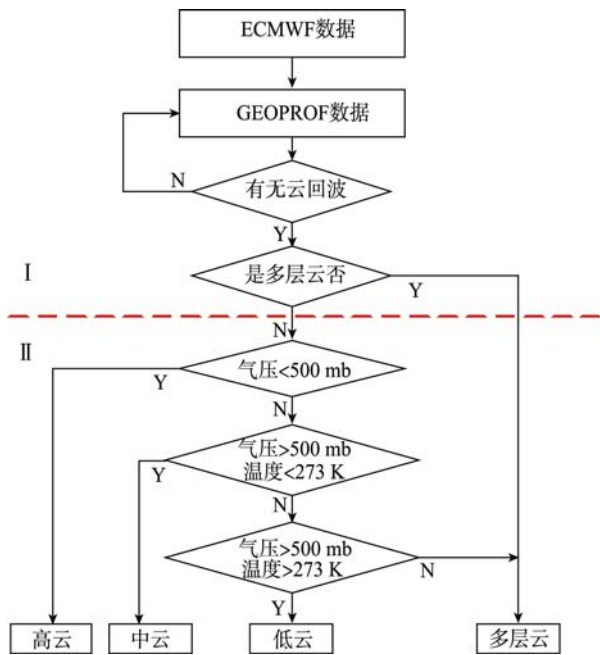 ECMWF数据
GEOPROF数据
N
有无云回波
Y
I
是多层云否
Y
N
II
Y
气压<500 mb
N
Y
气压>500 mb
温度<273 K
N
气压>500 mb
温度>273 K
N
Y
高云
中云
低云
多层云